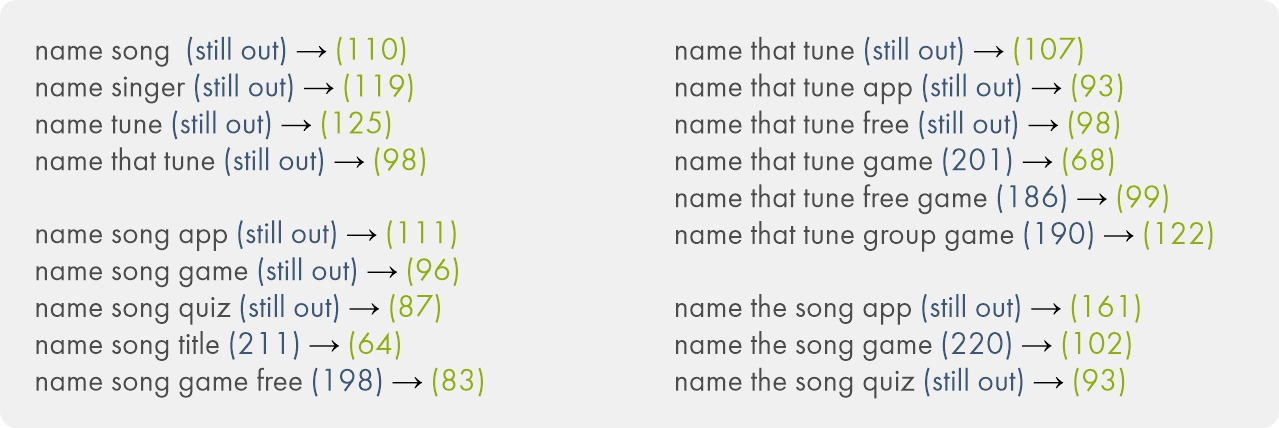 name song  (still out) → (110)
name singer (still out) → (119)
name tune (still out) → (125)
name that tune (still out) → (98)
name song app (still out) → (111)
name song game (still out) → (96)
name song quiz (still out) → (87)
name song title (211) → (64)
name song game free (198) → (83)
name that tune (still out) → (107)
name that tune app (still out) → (93)
name that tune free (still out) → (98)
name that tune game (201) → (68)
name that tune free game (186) → (99)
name that tune group game (190) → (122)
name the song app (still out) → (161)
name the song game (220) → (102)
name the song quiz (still out) → (93)